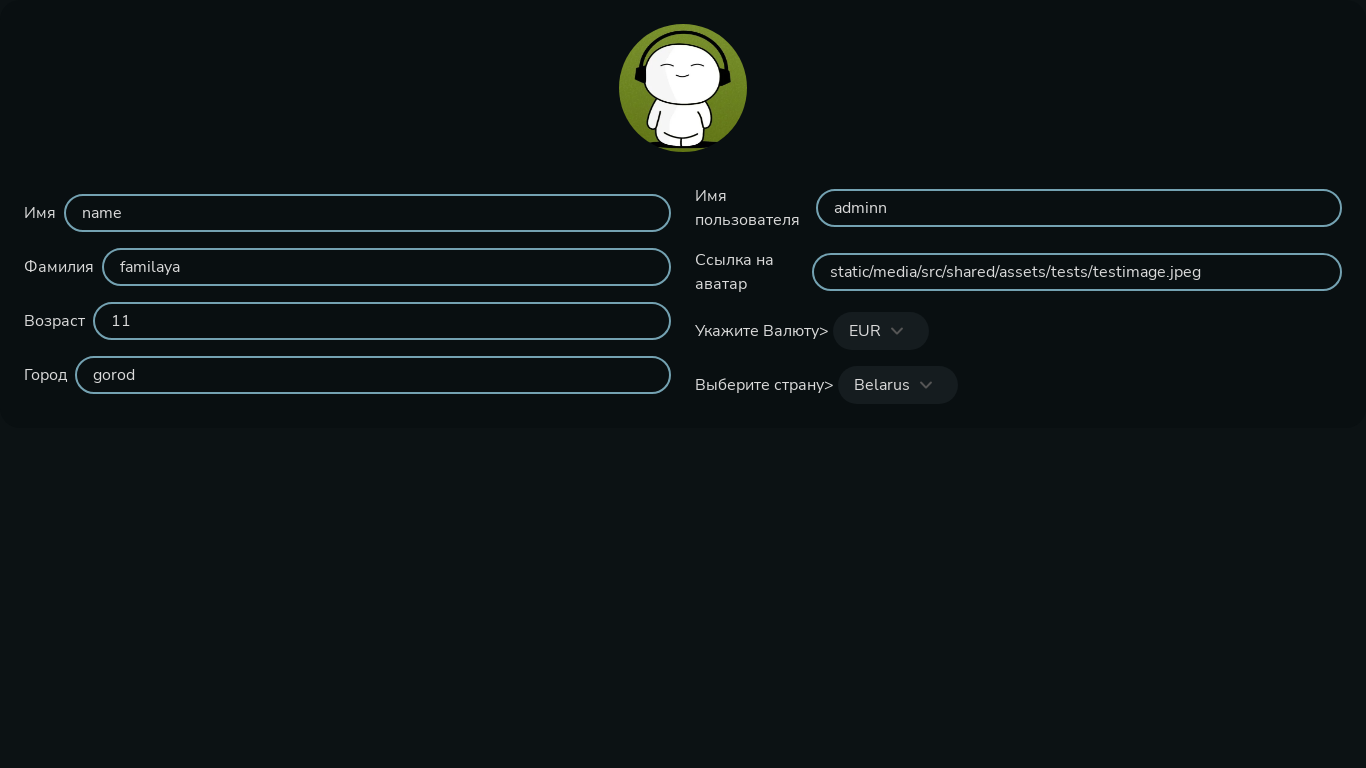 Имя name
Фамилия familaya
Возраст 11
Город gorod
Имя
пользователя adminn
Ссылка на
аватар static/media/src/shared/assets/tests/testimage.jpeg
Укажите Валюту> EUR
Выберите страну> Belarus